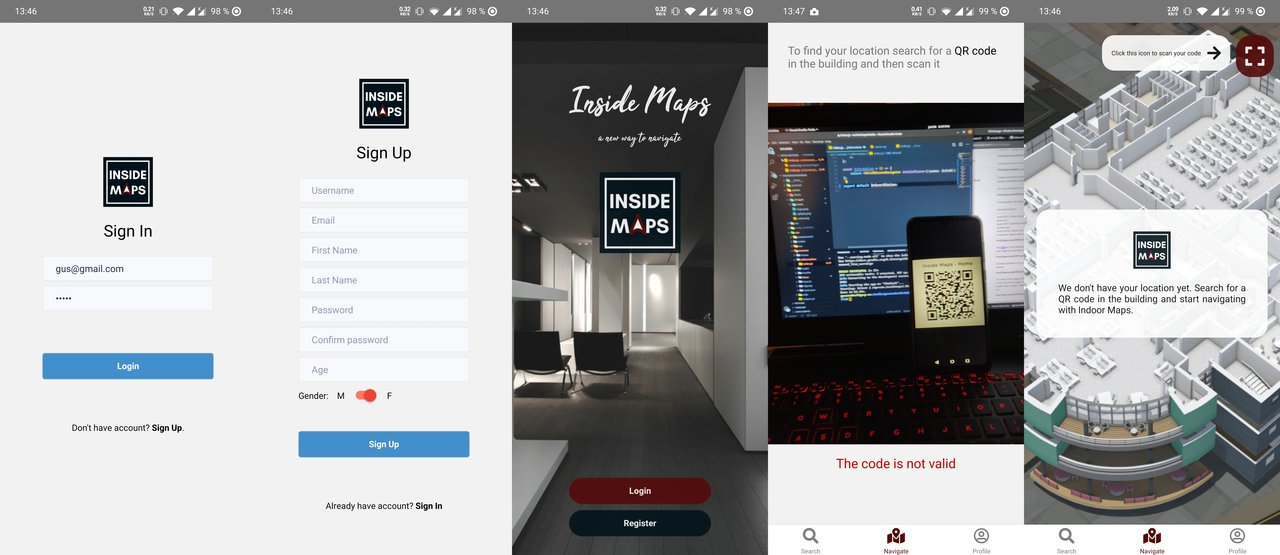 13:46
0.21
KB/S
98 %
INSIDE
MAPS
Sign In
gus@gmail.com
•••••
Login
Don't have account? Sign Up.
13:46
0.32
KB/S
98 %
INSIDE
MAPS
Sign Up
Username
Email
First Name
Last Name
Password
Confirm password
Age
Gender: M F
Sign Up
Already have account? Sign In
13:46
0.32
KB/S
98 %
Inside Maps
a new way to navigate
INSIDE
MAPS
Login
Register
13:47
0.41
KB/S
99 %
To find your location search for a QR code
in the building and then scan it
Inside Maps - Home
The code is not valid
Search
Navigate
Profile
13:46
2.09
KB/S
99 %
Click this icon to scan your code
INSIDE
MAPS
We don't have your location yet. Search for a
QR code in the building and start navigating
with Indoor Maps.
Search
Navigate
Profile